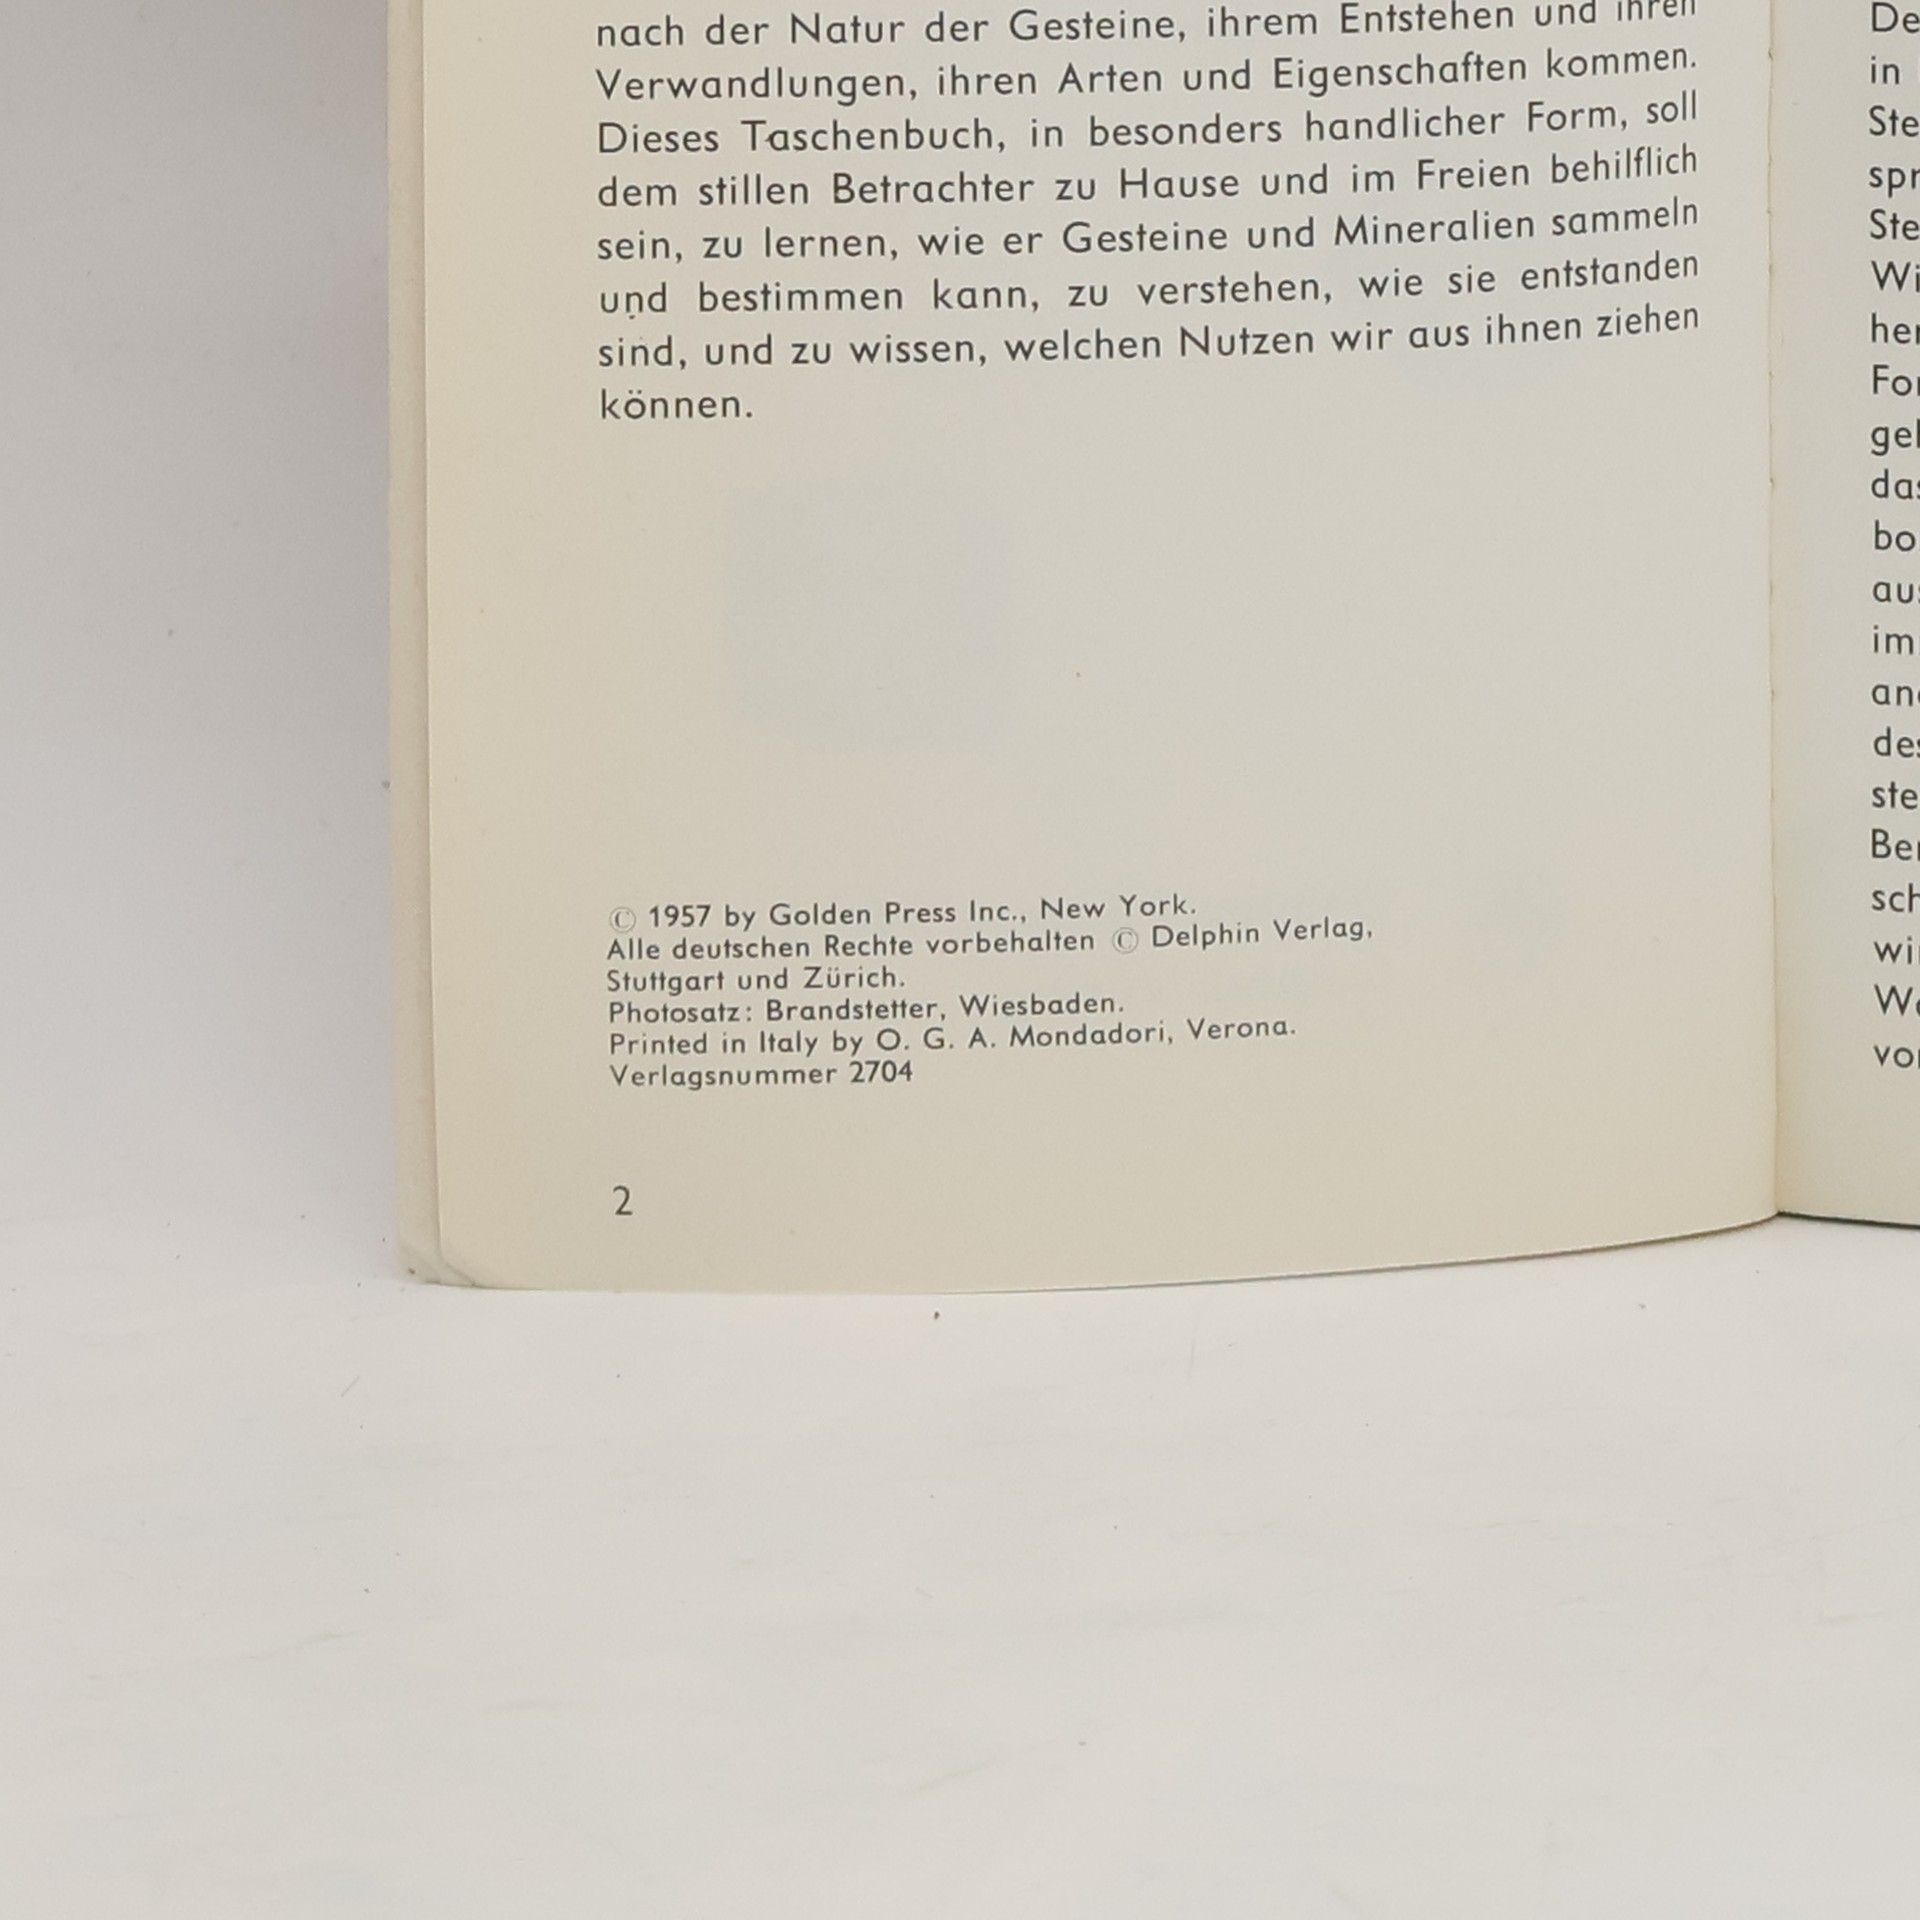 nach der Natur der Gesteine, ihrem Entstehen und ihren
Verwandlungen, ihren Arten und Eigenschaften kommen.
Dieses Taschenbuch, in besonders handlicher Form, soll
dem stillen Betrachter zu Hause und im Freien behilflich
sein, zu lernen, wie er Gesteine und Mineralien sammeln
und bestimmen kann, zu verstehen, wie sie entstanden
sind, und zu wissen, welchen Nutzen wir aus ihnen ziehen
können.
© 1957 by Golden Press Inc., New York.
Alle deutschen Rechte vorbehalten © Delphin Verlag,
Stuttgart und Zürich.
Photosatz: Brandstetter, Wiesbaden.
Printed in Italy by O. G. A. Mondadori, Verona.
Verlagsnummer 2704
2
in
im